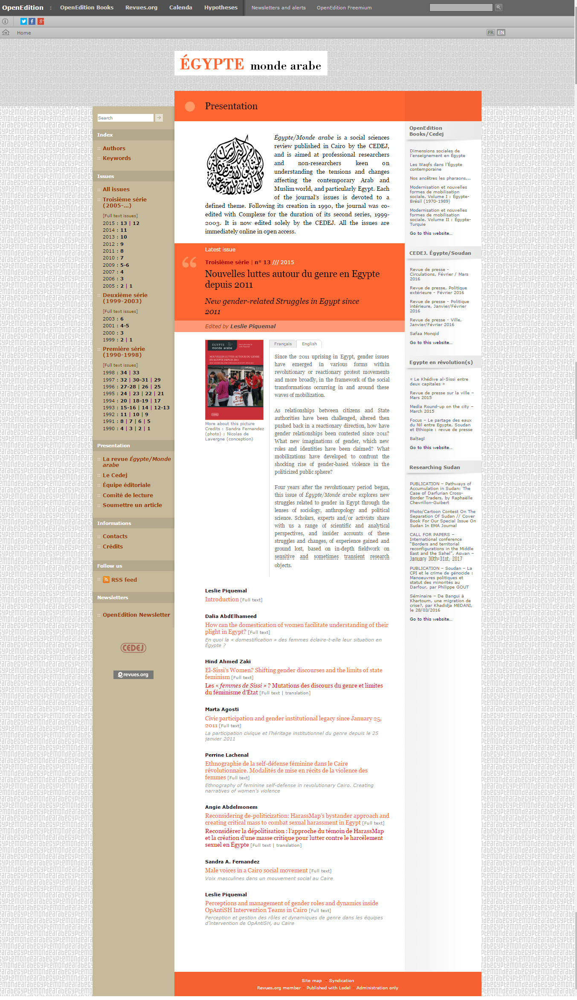 OpenEdition : OpenEdition Books Revues.org Calenda Hypotheses Newsletters and alerts OpenEdition Freemium
Home
FR EN
ÉGYPTE monde arabe
Search
Index
:: Authors
:: Keywords
Issues
:: All issues
:: Troisième série
(2005-...)
[Full text issues]
2015 : 13 | 12
2014 : 11
2013 : 10
2012 : 9
2011 : 8
2010 : 7
2009 : 5-6
2007 : 4
2006 : 3
2005 : 2 | 1
:: Deuxième série
(1999-2003)
[Full text issues]
2003 : 6
2001 : 4-5
2000 : 3
1999 : 2 | 1
:: Première série
(1990-1998)
[Full text issues]
1998 : 34 | 33
1997 : 32 | 30-31 | 29
1996 : 27-28 | 26 | 25
1995 : 24 | 23 | 22 | 21
1994 : 20 | 18-19 | 17
1993 : 15-16 | 14 | 12-13
1992 : 11 | 10 | 9
1991 : 8 | 7 | 6 | 5
1990 : 4 | 3 | 2 | 1
Presentation
:: La revue Égypte/Monde
arabe
:: Le Cedej
:: Équipe éditoriale
:: Comité de lecture
:: Soumettre un article
Informations
:: Contacts
:: Crédits
Follow us
:: RSS feed
Newsletters
:: OpenEdition Newsletter
CEDEJ
revues.org
Presentation
Égypte/Monde arabe is a social sciences
review published in Cairo by the CEDEJ,
and is aimed at professional researchers
and non-researchers keen on
understanding the tensions and changes
affecting the contemporary Arab and
Muslim world, and particularly Egypt. Each
of the journal's issues is devoted to a
defined theme. Following its creation in 1990, the journal was co-
edited with Complexe for the duration of its second series, 1999-
2003. It is now edited solely by the CEDEJ. All the issues are
immediately online in open access.
Latest issue
Troisième série | n° 13 /// 2015
Nouvelles luttes autour du genre en Egypte
depuis 2011
New gender-related Struggles in Egypt since
2011
Edited by Leslie Piquemal
ÉGYPTE
monde arabe
NOUVELLES LUTTES AUTOUR DU GENRE
EN EGYPTE DEPUIS 2011
CEDEJ
More about this picture
Credits : Sandra Fernandez
(photo) ; Nicolas de
Lavergne (conception)
Français English
Since the 2011 uprising in Egypt, gender issues
have emerged in various forms within
revolutionary or reactionary protest movements
and more broadly, in the framework of the social
transformations occurring in and around these
waves of mobilization.
As relationships between citizens and State
authorities have been challenged, altered then
pushed back in a reactionary direction, how have
gender relationships been contested since 2011?
What new imaginations of gender, which new
roles and identities have been claimed? What
mobilizations have developed to confront the
shocking rise of gender-based violence in the
politicized public sphere?
Four years after the revolutionary period began,
this issue of Égypte/Monde arabe explores new
struggles related to gender in Egypt through the
lenses of sociology, anthropology and political
science. Scholars, experts and/or activists share
with us a range of scientific and analytical
perspectives, and insider accounts of these
struggles and changes, of experience gained and
ground lost, based on in-depth fieldwork on
sensitive and sometimes transient research
objects.
Leslie Piquemal
Introduction [Full text]
Dalia AbdElhameed
How can the domestication of women facilitate understanding of their
plight in Egypt? [Full text]
En quoi la « domestification » des femmes éclaire-t-elle leur situation en
Égypte ?
Hind Ahmed Zaki
El-Sissi's Women? Shifting gender discourses and the limits of state
feminism [Full text]
Les « femmes de Sissi » ? Mutations des discours du genre et limites
du féminisme d'État [Full text | translation]
Marta Agosti
Civic participation and gender institutional legacy since January 25,
2011 [Full text]
La participation civique et l'héritage institutionnel du genre depuis le 25
janvier 2011
Perrine Lachenal
Ethnographie de la self-défense féminine dans le Caire
révolutionnaire. Modalités de mise en récits de la violence des
femmes [Full text]
Ethnography of feminine self-defense in revolutionary Cairo. Creating
narratives of women's violence
Angie Abdelmonem
Reconsidering de-politicization: HarassMap's bystander approach and
creating critical mass to combat sexual harassment in Egypt [Full text]
Reconsidérer la dépolitisation : l'approche du témoin de HarassMap
et la création d'une masse critique pour lutter contre le harcèlement
sexuel en Égypte [Full text | translation]
Sandra A. Fernandez
Male voices in a Cairo social movement [Full text]
Voix masculines dans un mouvement social au Caire
Leslie Piquemal
Perceptions and management of gender roles and dynamics inside
OpAntiSH Intervention Teams in Cairo [Full text]
Perception et gestion des rôles et dynamiques de genre dans les équipes
d'intervention de OpAntiSH, au Caire
OpenEdition
Books/Cedej
Dimensions sociales de
l'enseignement en Égypte
Les Waqfs dans l'Égypte
contemporaine
Nos ancêtres les pharaons...
Modernisation et nouvelles
formes de mobilisation
sociale. Volume I : Égypte-
Brésil (1970-1989)
Modernisation et nouvelles
formes de mobilisation
sociale. Volume II : Égypte-
Turquie
Go to this website...
CEDEJ. Égypte/Soudan
Revue de presse -
Circulations, Février / Mars
2016
Revue de presse, Politique
extérieure - Février 2016
Revue de presse - Politique
intérieure, Janvier/Février
2016
Revue de presse - Ville,
Janvier/Février 2016
Safaa Monqid
Go to this website...
Egypte en révolution(s)
« Le Khédive al-Sissi entre
deux capitales »
Revue de presse sur la ville –
Mars 2015
Media Round-up on the city –
March 2015
Focus – Le partage des eaux
du Nil entre Egypte, Soudan
et Ethiopie : revue de presse
Balṭagī
Go to this website...
Researching Sudan
PUBLICATION – Pathways of
Accumulation in Sudan: The
Case of Darfurian Cross-
Border Traders, by Raphaëlle
Chevrillon-Guibert
Photo/Cartoon Contest On The
Separation Of Sudan // Cover
Book For Our Special Issue On
Sudan In EMA Journal
CALL FOR PAPERS –
International conference
"Borders and territorial
reconfigurations in the Middle
East and the Sahel", Aswan –
January 30th-31st, 2017
PUBLICATION – Soudan – La
CPI et le crime de génocide :
Manoeuvres politiques et
statut des minorités au
Darfour, par Philippe GOUT
Séminaire – De Bangui à
Khartoum, une migration de
crise?, par Khadidja MEDANI,
le 28/03/2016
Go to this website...
Site map – Syndication
Revues.org member – Published with Lodel – Administration only